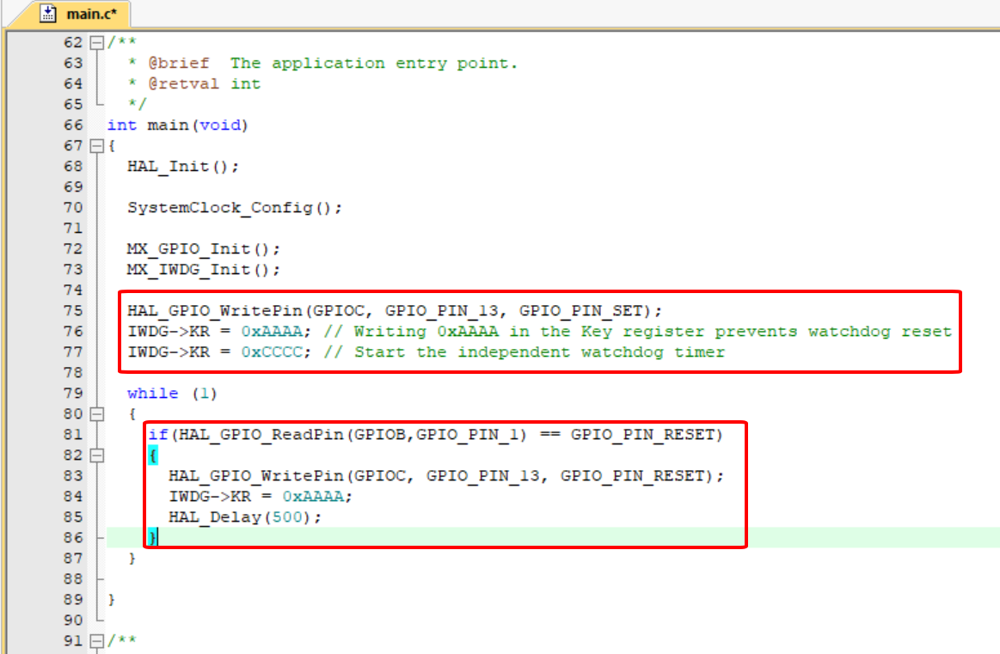 main.c*
62 /**
63   * @brief  The application entry point.
64   * @retval int
65   */
66 int main(void)
67 {
68   HAL_Init();
69
70   SystemClock_Config();
71
72   MX_GPIO_Init();
73   MX_IWDG_Init();
74
75   HAL_GPIO_WritePin(GPIOC, GPIO_PIN_13, GPIO_PIN_SET);
76   IWDG->KR = 0xAAAA; // Writing 0xAAAA in the Key register prevents watchdog reset
77   IWDG->KR = 0xCCCC; // Start the independent watchdog timer
78
79   while (1)
80   {
81     if(HAL_GPIO_ReadPin(GPIOB,GPIO_PIN_1) == GPIO_PIN_RESET)
82     {
83       HAL_GPIO_WritePin(GPIOC, GPIO_PIN_13, GPIO_PIN_RESET);
84       IWDG->KR = 0xAAAA;
85       HAL_Delay(500);
86     }
87   }
88
89 }
90
91 /**